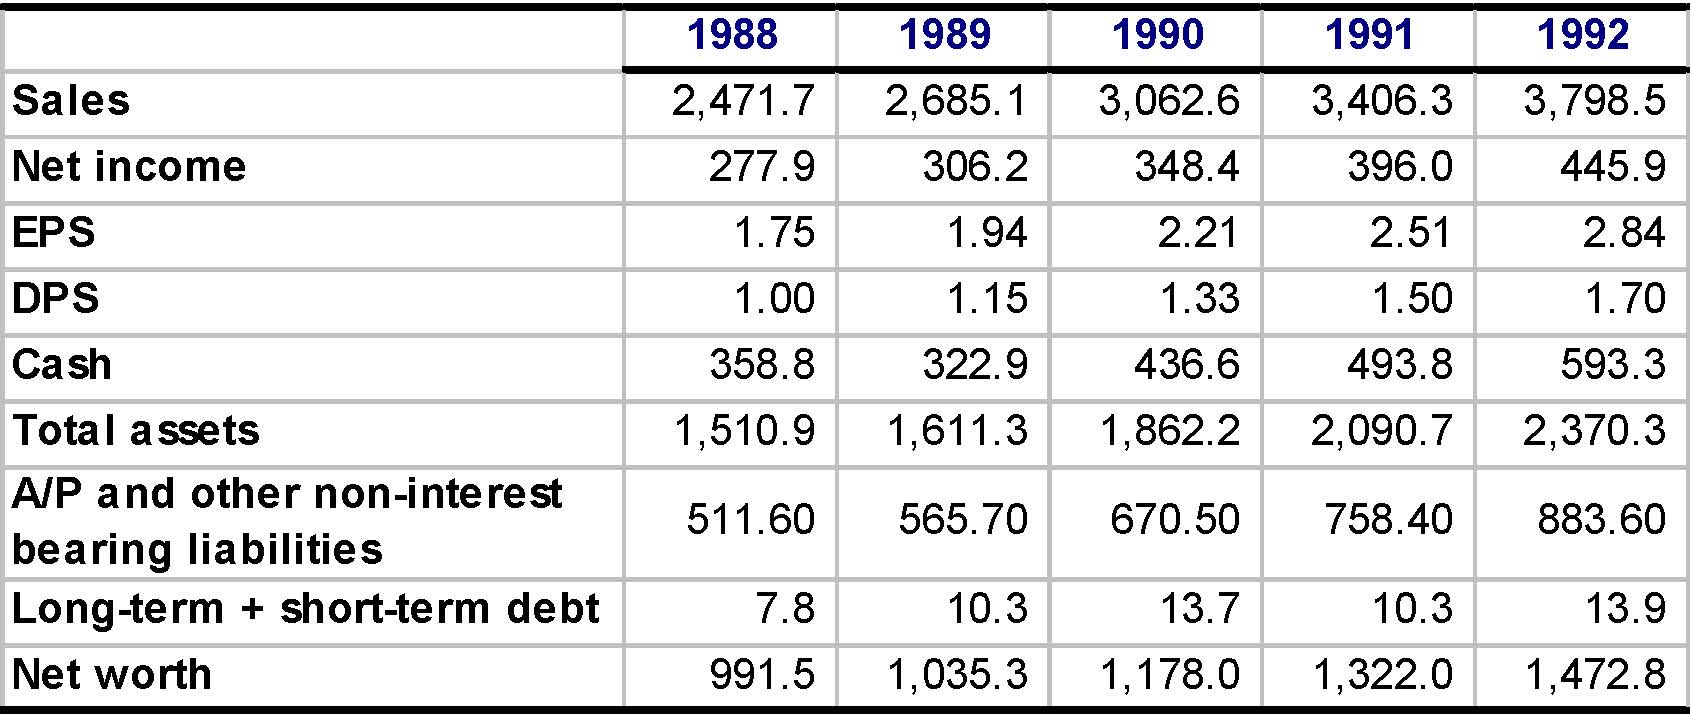 1988 1989 1990 1991 1992
Sales 2,471.7 2,685.1 3,062.6 3,406.3 3,798.5
Net income 277.9 306.2 348.4 396.0 445.9
EPS 1.75 1.94 2.21 2.51 2.84
DPS 1.00 1.15 1.33 1.50 1.70
Cash 358.8 322.9 436.6 493.8 593.3
Total assets 1,510.9 1,611.3 1,862.2 2,090.7 2,370.3
A/P and other non-interest
bearing liabilities 511.60 565.70 670.50 758.40 883.60
Long-term + short-term debt 7.8 10.3 13.7 10.3 13.9
Net worth 991.5 1,035.3 1,178.0 1,322.0 1,472.8